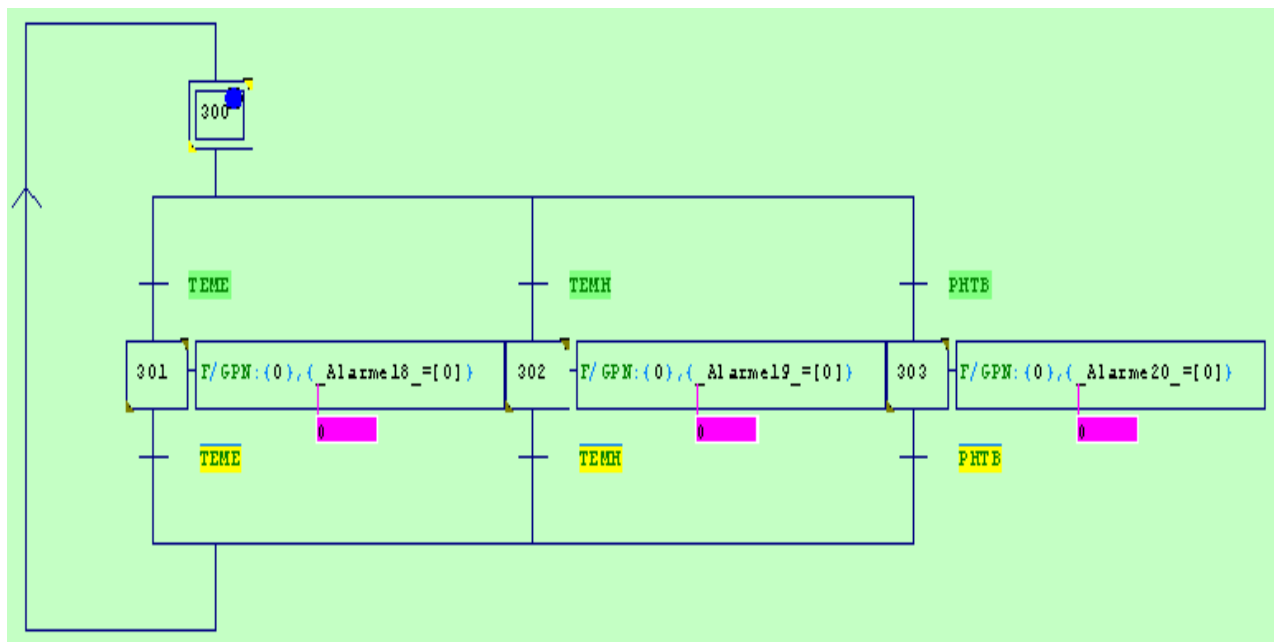 300
TEME
TEMH
PHTB
301
F/GPN:(0),{_Alarme18_=[0]}
302
F/GPN:(0),{_Alarme19_=[0]}
303
F/GPN:(0),{_Alarme20_=[0]}
0
0
0
TEME
TEMH
PHTB